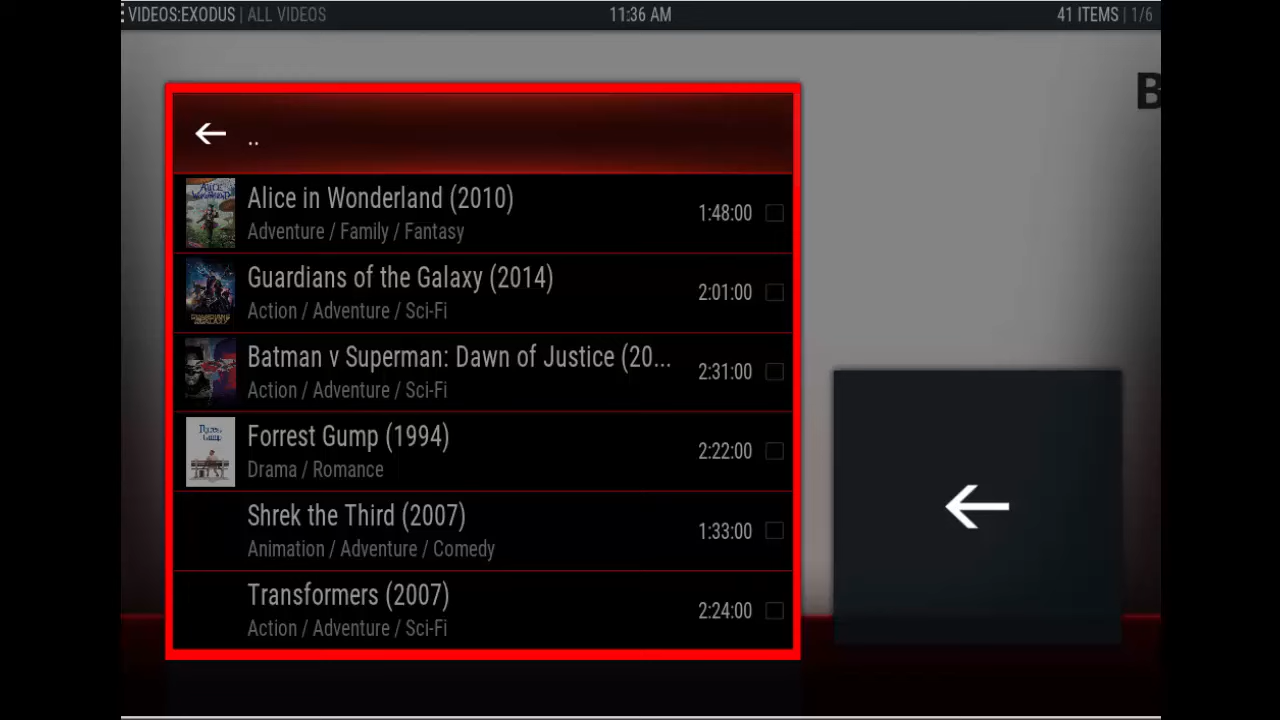 VIDEOS:EXODUS | ALL VIDEOS
11:36 AM
41 ITEMS | 1/6
B
..
Alice in Wonderland (2010)
1:48:00
Adventure / Family / Fantasy
Guardians of the Galaxy (2014)
2:01:00
Action / Adventure / Sci-Fi
Batman v Superman: Dawn of Justice (20...
2:31:00
Action / Adventure / Sci-Fi
Forrest Gump (1994)
2:22:00
Drama / Romance
Shrek the Third (2007)
1:33:00
Animation / Adventure / Comedy
Transformers (2007)
2:24:00
Action / Adventure / Sci-Fi